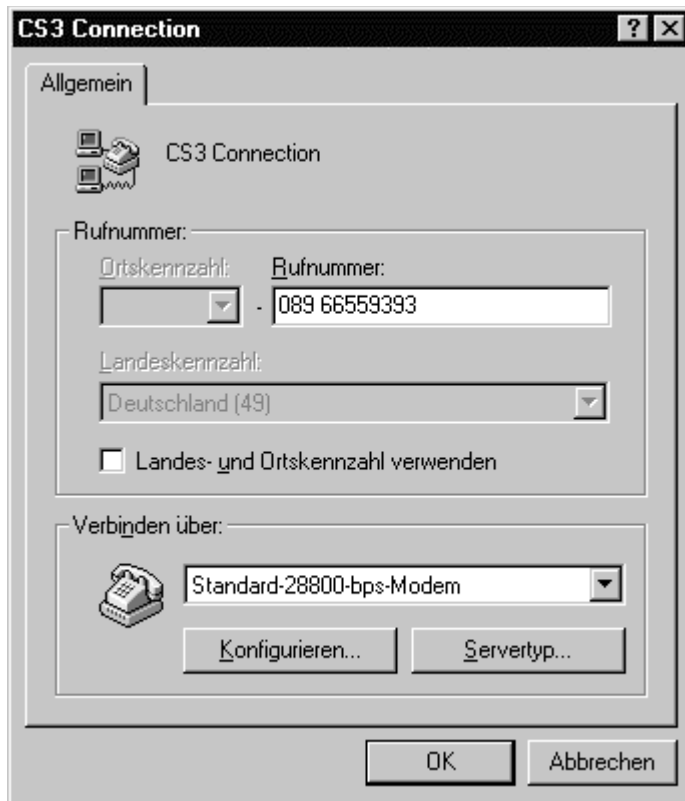 CS3 Connection
Allgemein
CS3 Connection
Rufnummer:
Ortskennzahl: Rufnummer:
- 089 66559393
Landeskennzahl:
Deutschland (49)
Landes- und Ortskennzahl verwenden
Verbinden über:
Standard-28800-bps-Modem
Konfigurieren... Servertyp...
OK Abbrechen